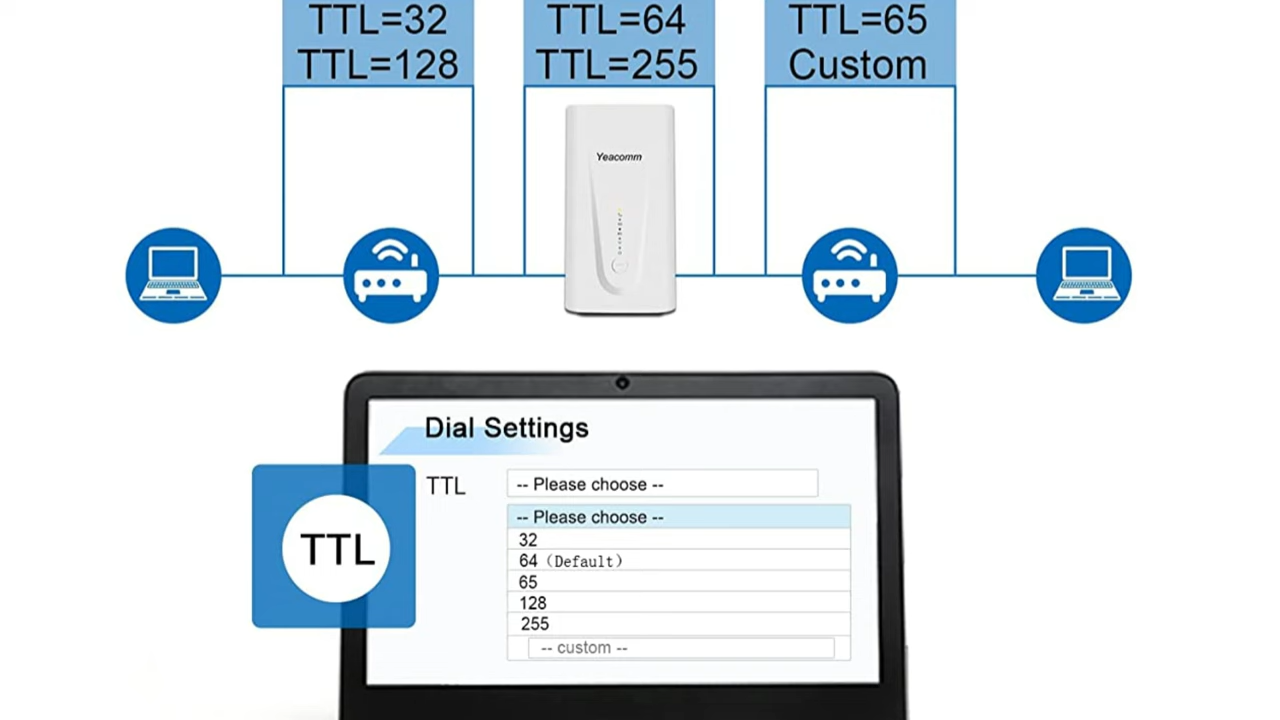 TTL=32
TTL=128
TTL=64
TTL=255
TTL=65
Custom
Yeacomm
Dial Settings
TTL
-- Please choose --
-- Please choose --
32
64（Default）
65
128
255
-- custom --
TTL